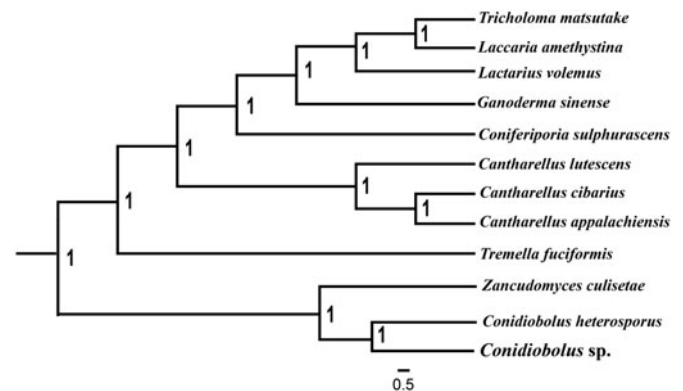 Tricholoma matsutake
1
Laccaria amethystina
1
Lactarius volemus
1
Ganoderma sinense
1
Coniferiporia sulphurascens
1
Cantharellus lutescens
1
Cantharellus cibarius
1
Cantharellus appalachiensis
1
Tremella fuciformis
1
Zancudomyces culisetae
1
Conidiobolus heterosporus
1
Conidiobolus sp.
0.5